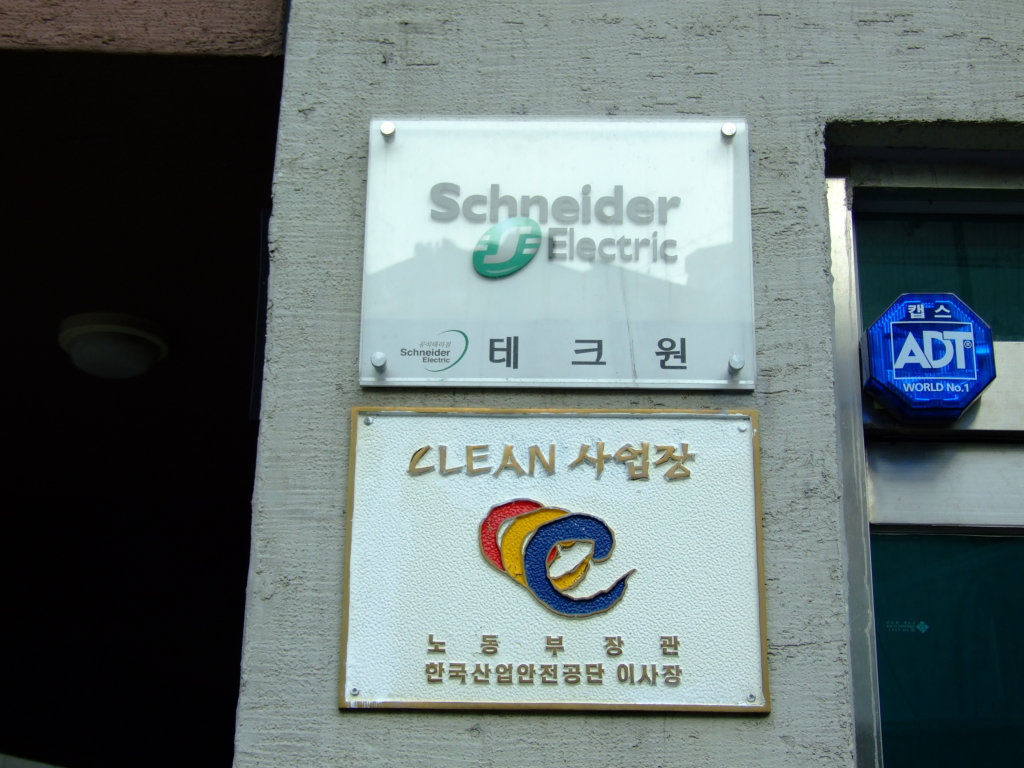 Schneider
Electric
Schneider
Electric
테크원
캡스
ADT®
WORLD No.1
CLEAN 사업장
노동부장관
한국산업안전공단 이사장